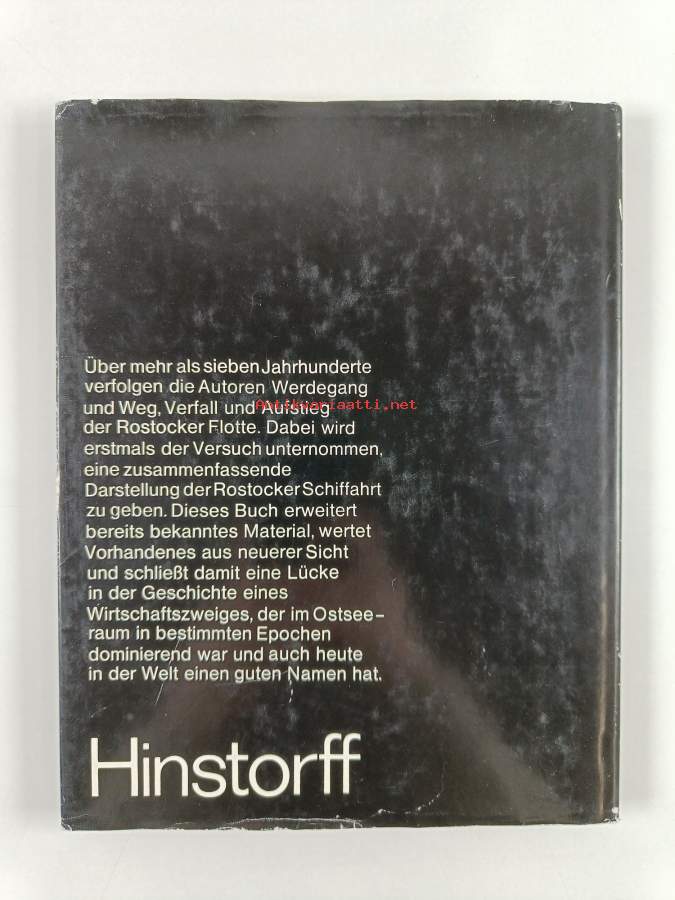 Über mehr als sieben Jahrhunderte
verfolgen die Autoren Werdegang
und Weg, Verfall und Aufstieg
Antikvariaatti.net
der Rostocker Flotte. Dabei wird
erstmals der Versuch unternommen,
eine zusammenfassende
Darstellung der Rostocker Schiffahrt
zu geben. Dieses Buch erweitert
bereits bekanntes Material, wertet
Vorhandenes aus neuerer Sicht
und schließt damit eine Lücke
in der Geschichte eines
Wirtschaftszweiges, der im Ostsee–
raum in bestimmten Epochen
dominierend war und auch heute
in der Welt einen guten Namen hat.
Hinstorff